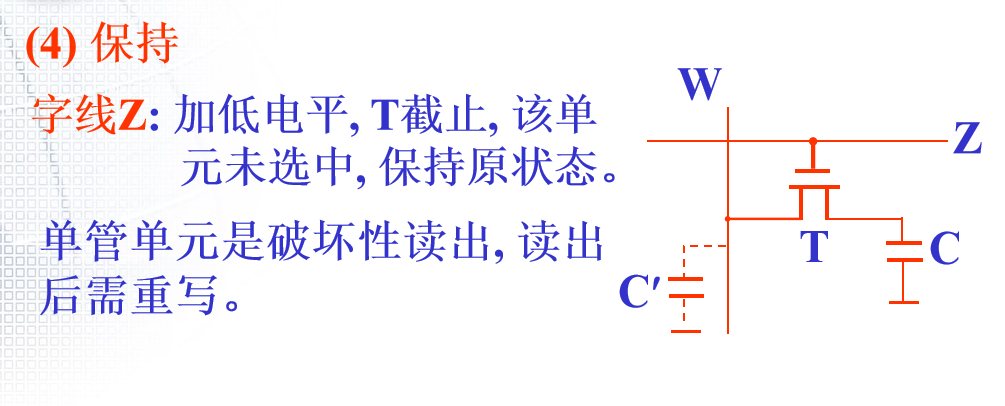 (4) 保持
字线Z: 加低电平, T截止, 该单
元未选中, 保持原状态。
单管单元是破坏性读出, 读出
后需重写。
W
Z
T
C
C′